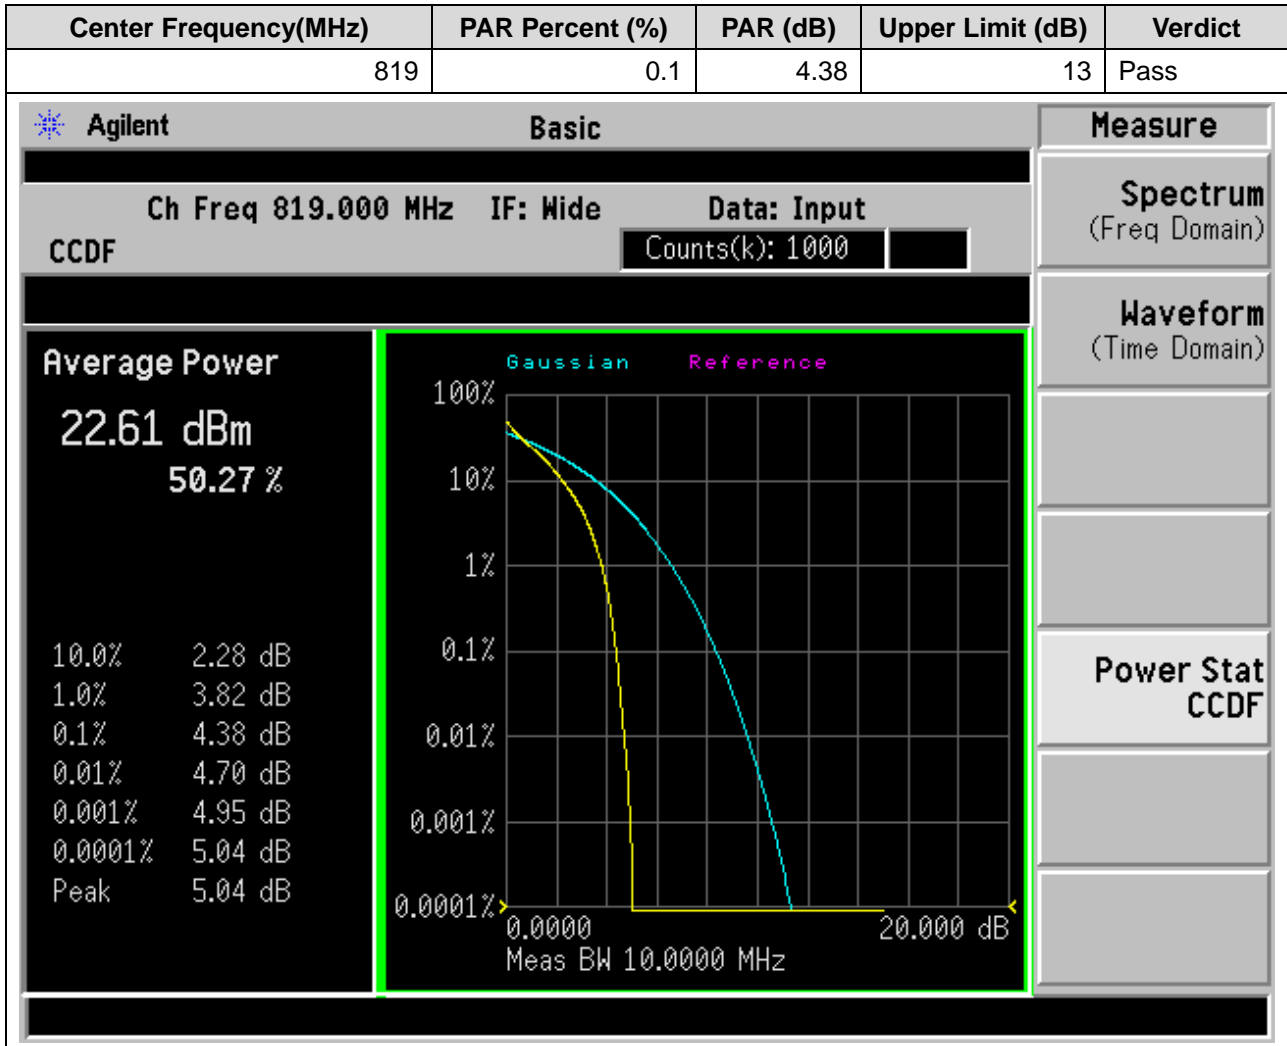 Center Frequency(MHz) PAR Percent (%) PAR (dB) Upper Limit (dB) Verdict
819 0.1 4.38 13 Pass
Agilent Basic Measure
Ch Freq 819.000 MHz IF: Wide Data: Input
CCDF Counts(k): 1000
Spectrum
(Freq Domain)
Waveform
(Time Domain)
Power Stat
CCDF
Average Power
22.61 dBm
50.27 %
10.0% 2.28 dB
1.0% 3.82 dB
0.1% 4.38 dB
0.01% 4.70 dB
0.001% 4.95 dB
0.0001% 5.04 dB
Peak 5.04 dB
Gaussian Reference
100%
10%
1%
0.1%
0.01%
0.001%
0.0001%
0.0000 20.000 dB
Meas BW 10.0000 MHz